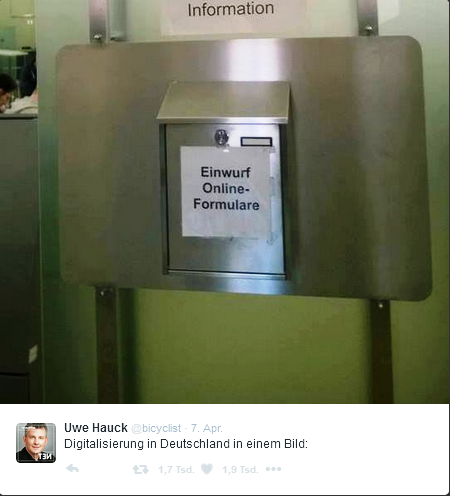 Information
Einwurf
Online-
Formulare
Uwe Hauck @bicyclist · 7. Apr.
Digitalisierung in Deutschland in einem Bild:
1,7 Tsd. 1,9 Tsd.